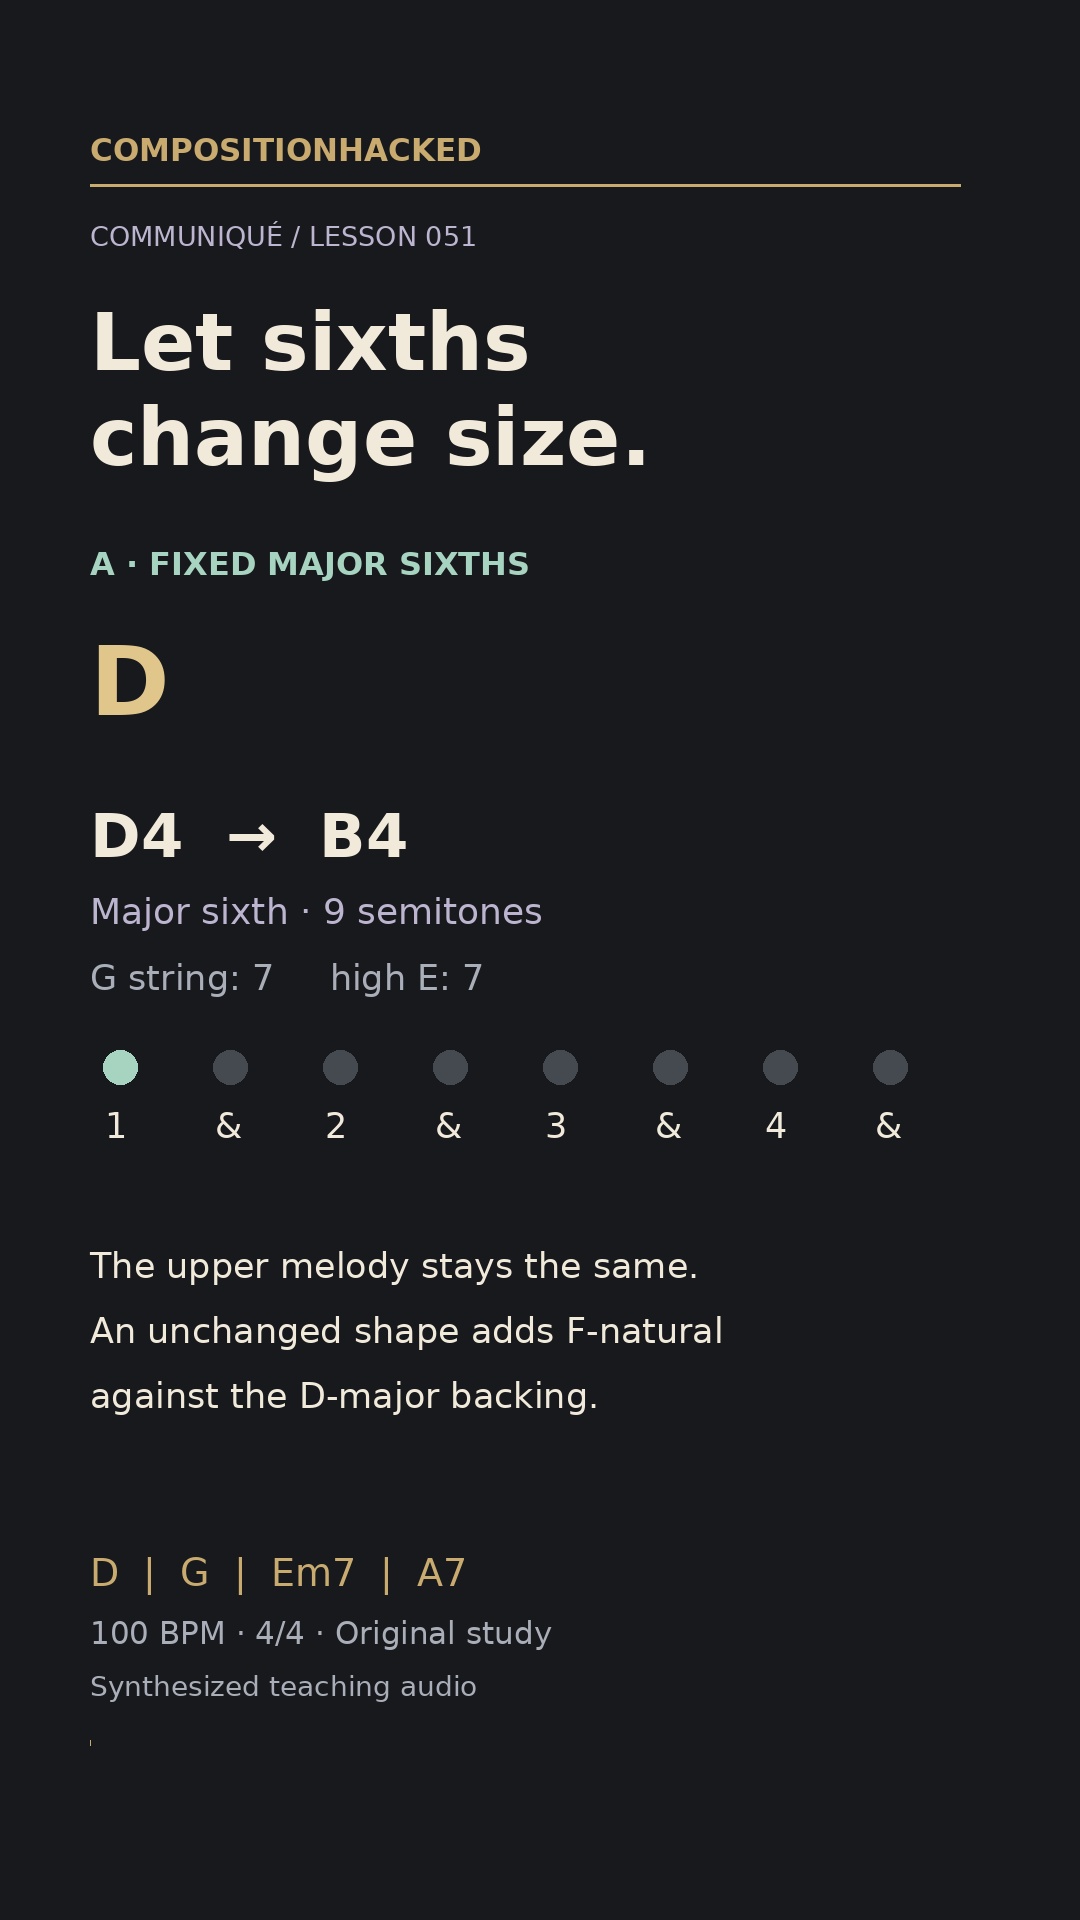 COMPOSITIONHACKED
COMMUNIQUÉ / LESSON 051
Let sixths
change size.
A · FIXED MAJOR SIXTHS
D
D4 → B4
Major sixth · 9 semitones
G string: 7 high E: 7
1 & 2 & 3 & 4 &
The upper melody stays the same.
An unchanged shape adds F-natural
against the D-major backing.
D | G | Em7 | A7
100 BPM · 4/4 · Original study
Synthesized teaching audio